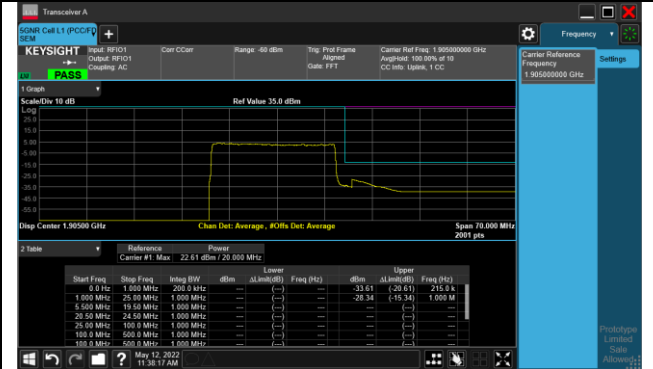 Transceiver A
5GNR Cell L1 (PCC/F
SEM
Frequency
KEYSIGHT
Input: RFIO1
Output: RFIO1
Coupling: AC
Corr CCorr
Range: -60 dBm
Trig: Prot Frame
Aligned
Gate: FFT
Carrier Ref Freq: 1.905000000 GHz
Avg|Hold: 100.00% of 10
CC Info: Uplink, 1 CC
LV
PASS
Carrier Reference
Frequency
1.905000000 GHz
Settings
1 Graph
Scale/Div 10 dB
Ref Value 35.0 dBm
Log
25.0
15.0
5.00
-5.00
-15.0
-25.0
-35.0
-45.0
-55.0
Disp Center 1.90500 GHz
Chan Det: Average , #Offs Det: Average
Span 70.000 MHz
2001 pts
2 Table
Reference Power
Carrier #1: Max 22.61 dBm / 20.000 MHz
Lower Upper
Start Freq Stop Freq Integ BW dBm ΔLimit(dB) Freq (Hz) dBm ΔLimit(dB) Freq (Hz)
0.0 Hz 1.000 MHz 200.0 kHz — (---) — -33.61 (-20.61) 215.0 k
1.000 MHz 25.00 MHz 1.000 MHz — (---) — -28.34 (-15.34) 1.000 M
5.500 MHz 19.50 MHz 1.000 MHz — (---) — — (---) —
20.50 MHz 24.50 MHz 1.000 MHz — (---) — — (---) —
25.00 MHz 100.0 MHz 1.000 MHz — (---) — — (---) —
100.0 MHz 500.0 MHz 1.000 MHz — (---) — — (---) —
100.0 MHz 500.0 MHz 1.000 MHz — (---) — — (---) —
Prototype
Limited
Sale
Allowed
?
May 12, 2022
11:38:17 AM